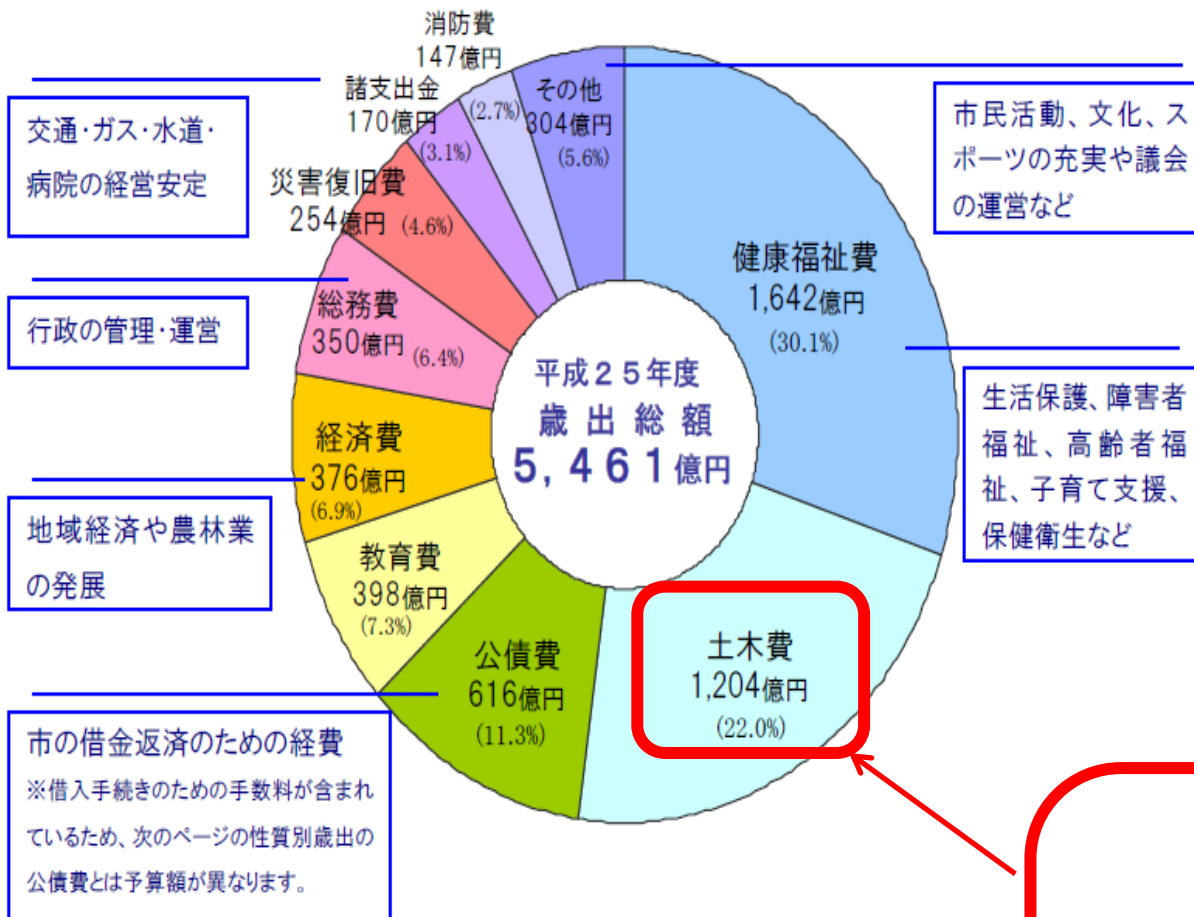 消防費
147億円
(2.7%)
諸支出金
170億円
(3.1%)
災害復旧費
254億円 (4.6%)
総務費
350億円 (6.4%)
経済費
376億円
(6.9%)
教育費
398億円
(7.3%)
公債費
616億円
(11.3%)
土木費
1,204億円
(22.0%)
健康福祉費
1,642億円
(30.1%)
その他
304億円
(5.6%)
平成25年度
歳出総額
5,461億円
交通・ガス・水道・
病院の経営安定
行政の管理・運営
地域経済や農林業
の発展
市の借金返済のための経費
※借入手続きのための手数料が含まれ
ているため、次のページの性質別歳出の
公債費とは予算額が異なります。
市民活動、文化、ス
ポーツの充実や議会
の運営など
生活保護、障害者
福祉、高齢者福
祉、子育て支援、
保健衛生など